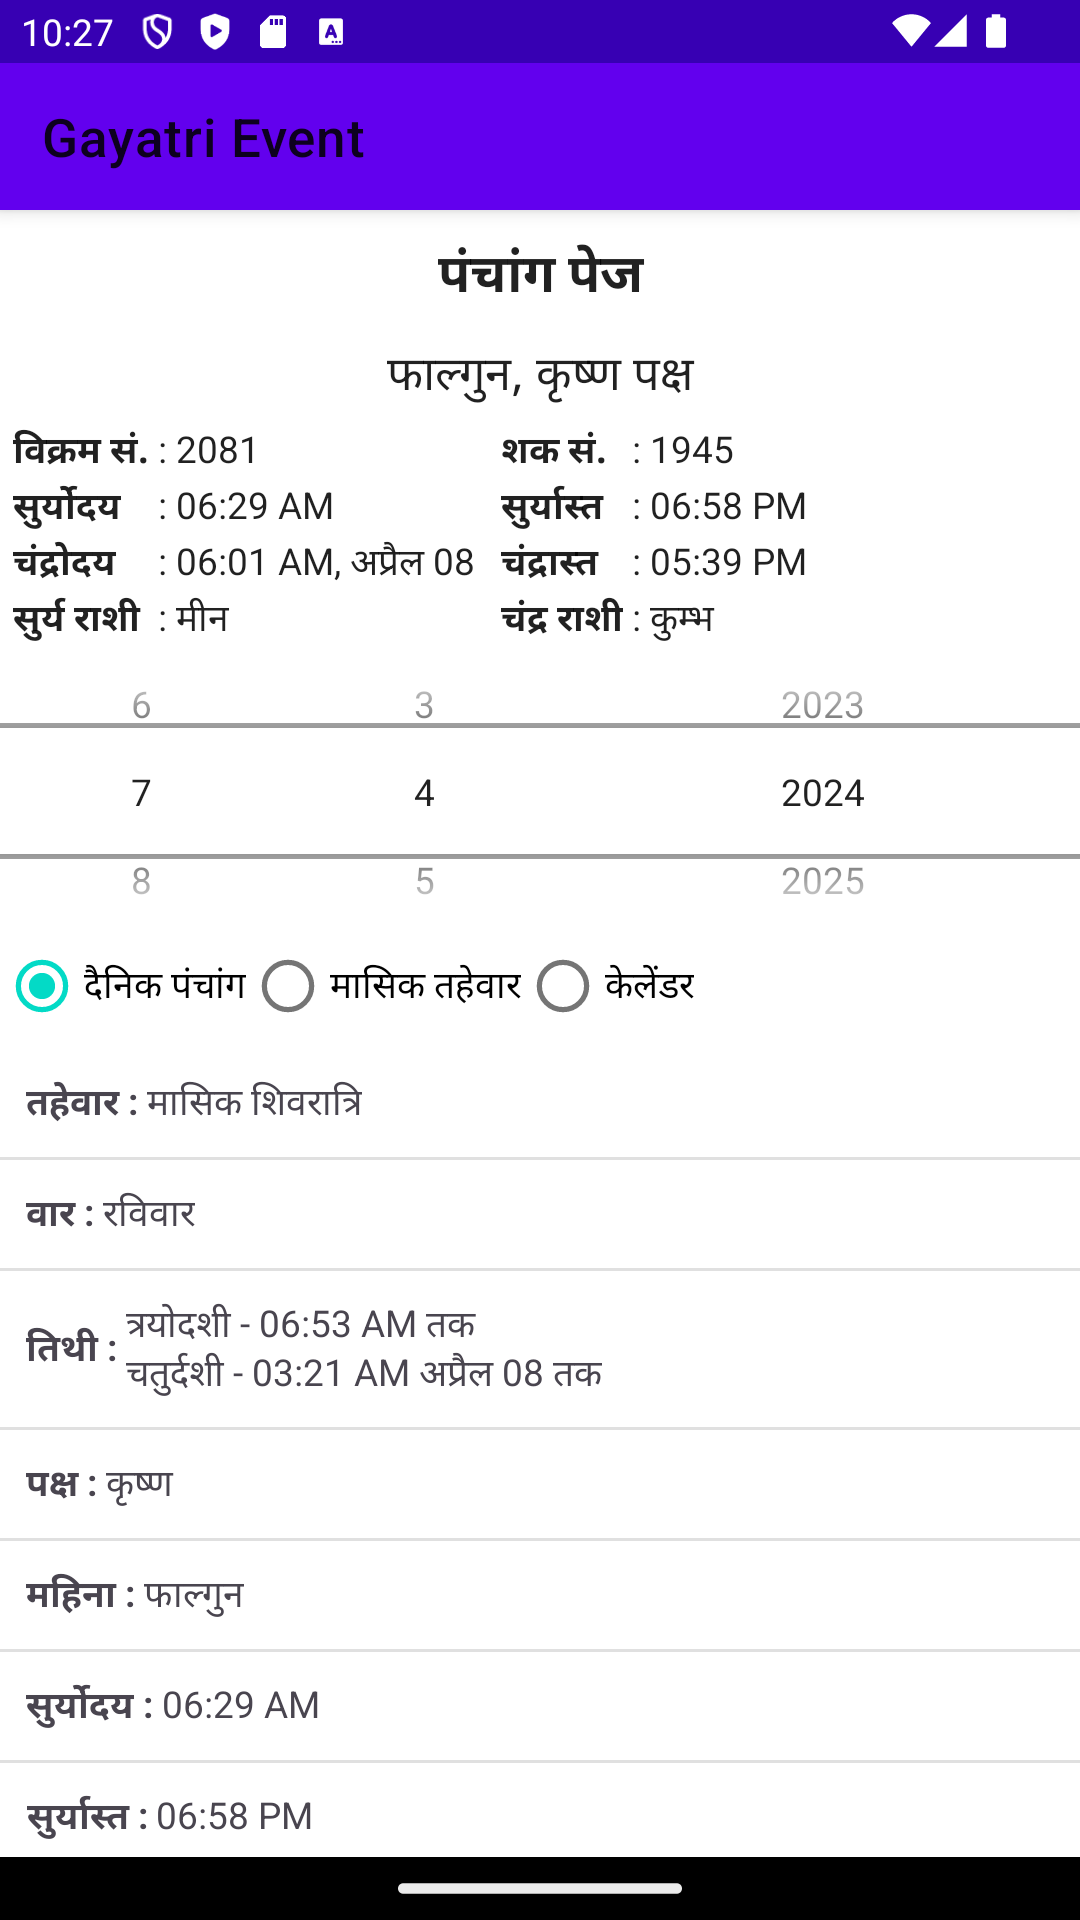 10:27
Gayatri Event
पंचांग पेज
फाल्गुन, कृष्ण पक्ष
विक्रम सं. : 2081 शक सं. : 1945
सुर्योदय : 06:29 AM सुर्यास्त : 06:58 PM
चंद्रोदय : 06:01 AM, अप्रैल 08 चंद्रास्त : 05:39 PM
सुर्य राशी : मीन चंद्र राशी : कुम्भ
6 3 2023
7 4 2024
8 5 2025
दैनिक पंचांग मासिक तहेवार केलेंडर
तहेवार : मासिक शिवरात्रि
वार : रविवार
तिथी : त्रयोदशी - 06:53 AM तक
चतुर्दशी - 03:21 AM अप्रैल 08 तक
पक्ष : कृष्ण
महिना : फाल्गुन
सुर्योदय : 06:29 AM
सुर्यास्त : 06:58 PM